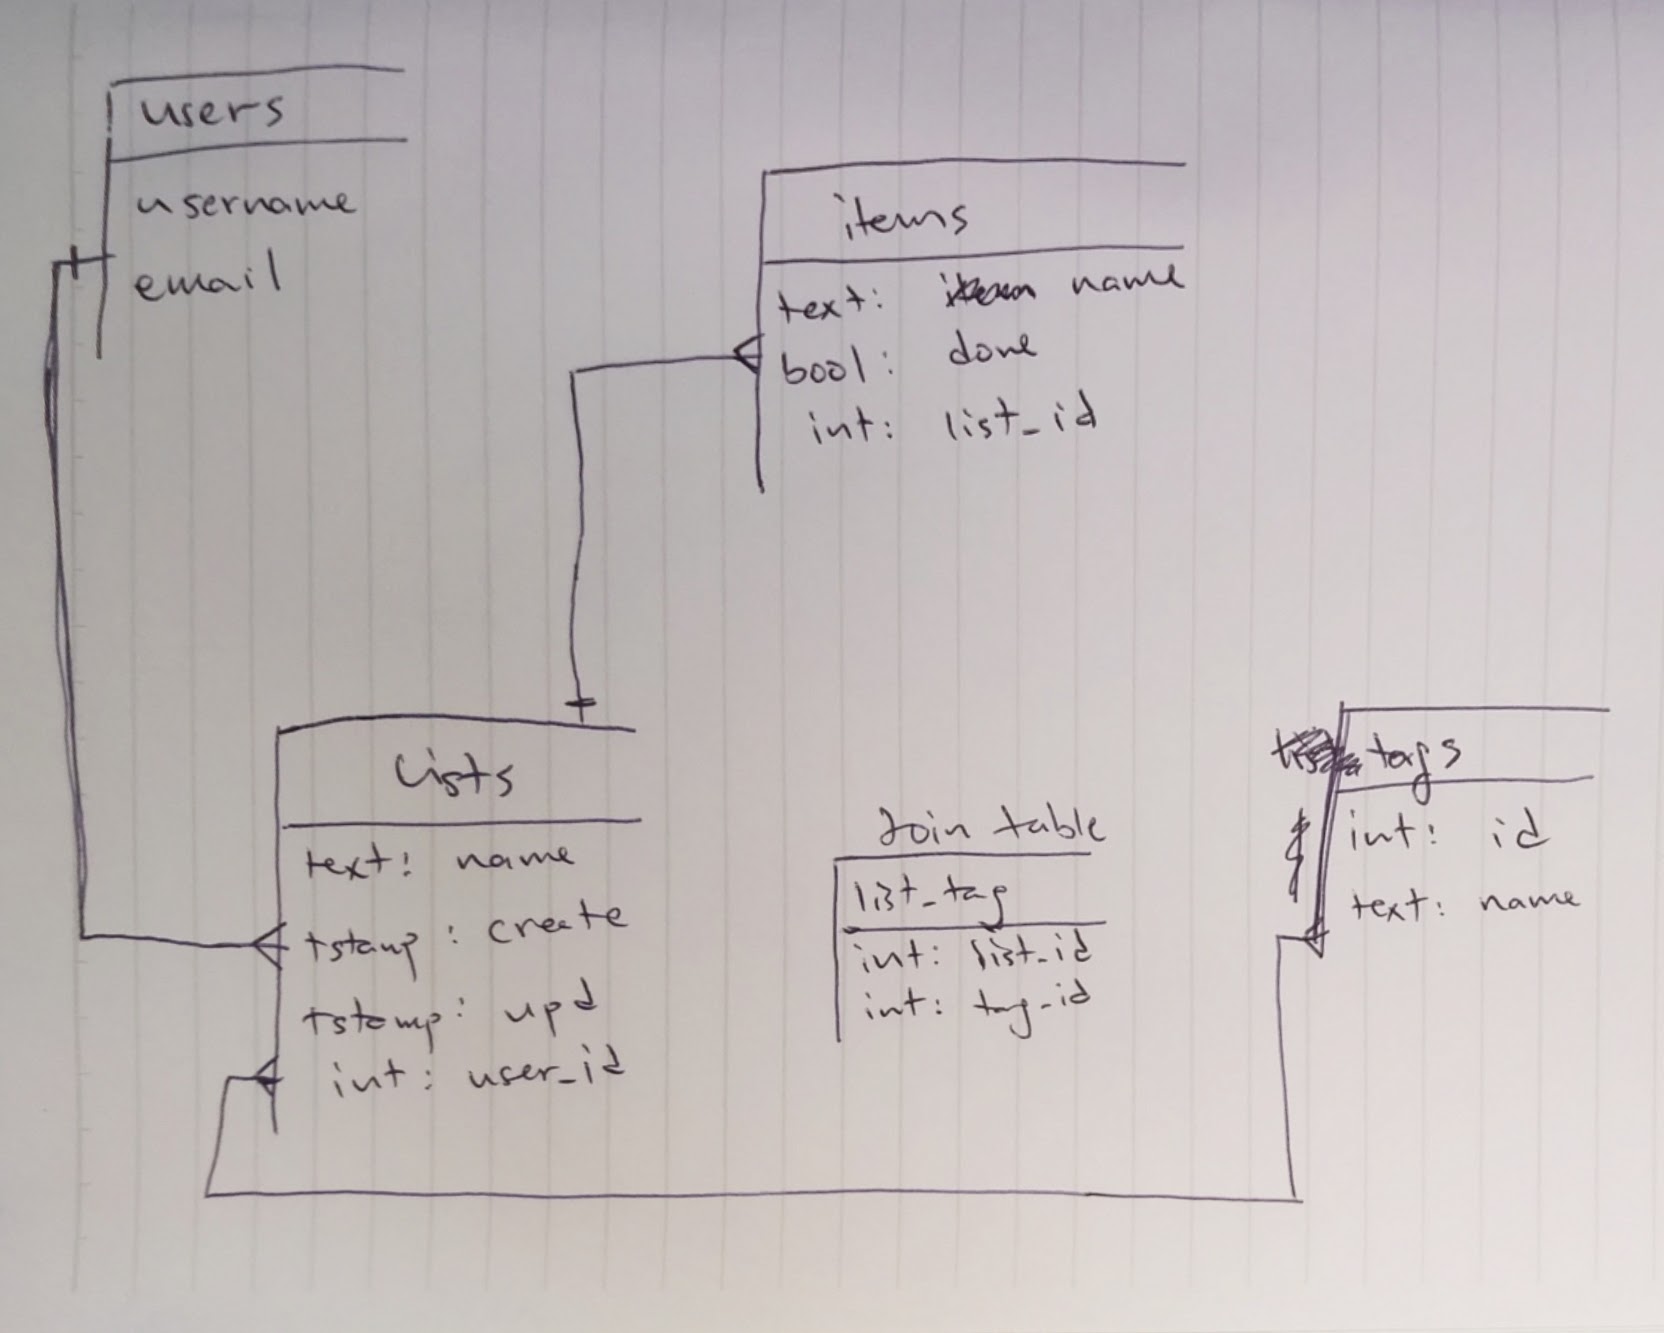 users
username
email
items
text: name
bool: done
int: list_id
Lists
text: name
tstamp: create
tstamp: upd
int: user_id
Join table
list_tag
int: list_id
int: tag_id
tags
int: id
text: name